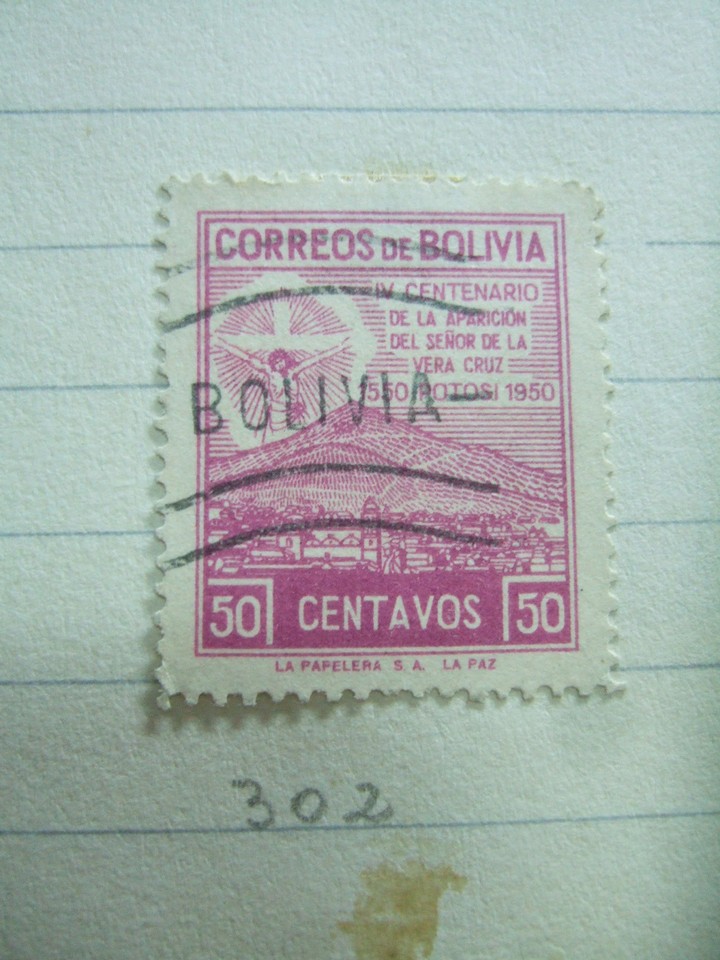 CORREOS DE BOLIVIA
IV CENTENARIO
DE LA APARICIÓN
DEL SEÑOR DE LA
VERA CRUZ
1550 POTOSI 1950
BOLIVIA—
50 CENTAVOS 50
LA PAPELERA S A. LA PAZ
302